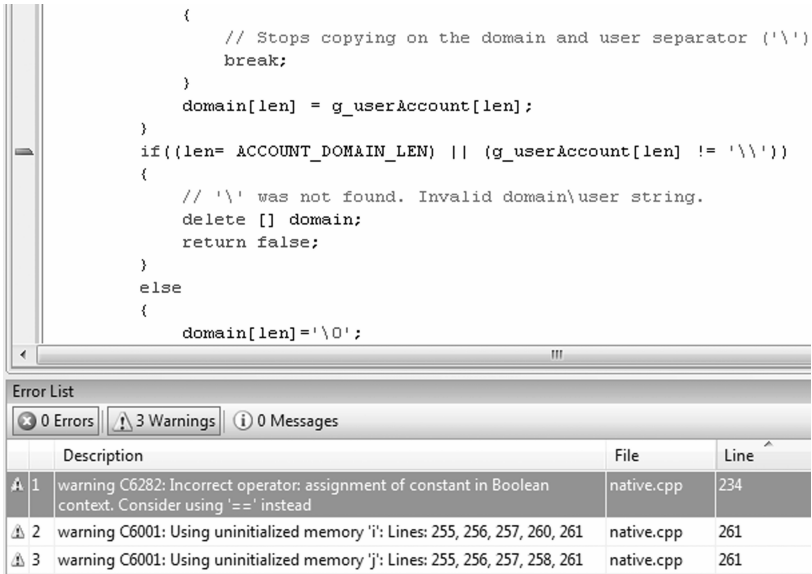 {
// Stops copying on the domain and user separator ('\')
break;
}
domain[len] = g_userAccount[len];
}
if((len= ACCOUNT_DOMAIN_LEN) || (g_userAccount[len] != '\\'))
{
// '\' was not found. Invalid domain\user string.
delete [] domain;
return false;
}
else
{
domain[len]='\0';
Error List
0 Errors 3 Warnings 0 Messages
Description File Line
1 warning C6282: Incorrect operator: assignment of constant in Boolean native.cpp 234
context. Consider using '==' instead
2 warning C6001: Using uninitialized memory 'i': Lines: 255, 256, 257, 260, 261 native.cpp 261
3 warning C6001: Using uninitialized memory 'j': Lines: 255, 256, 257, 258, 261 native.cpp 261